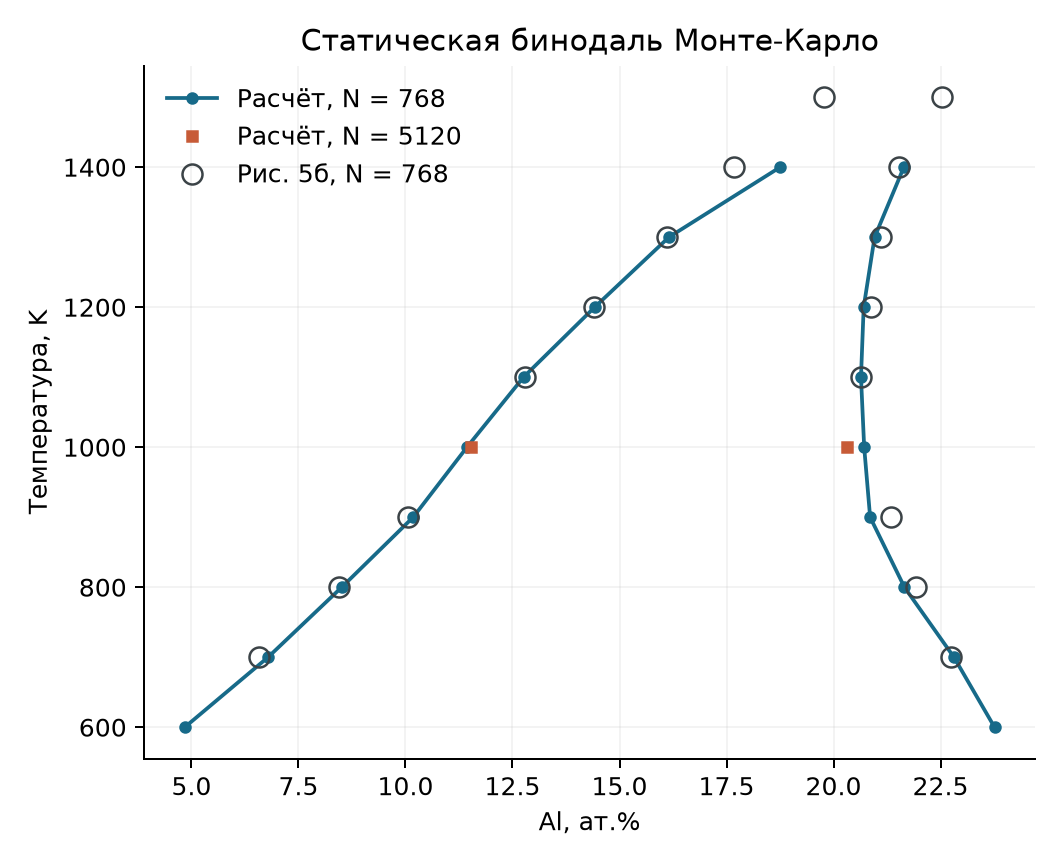 Статическая бинодаль Монте-Карло
Расчёт, N = 768
Расчёт, N = 5120
Рис. 5б, N = 768
Температура, K
1400
1200
1000
800
600
5.0 7.5 10.0 12.5 15.0 17.5 20.0 22.5
Al, ат.%